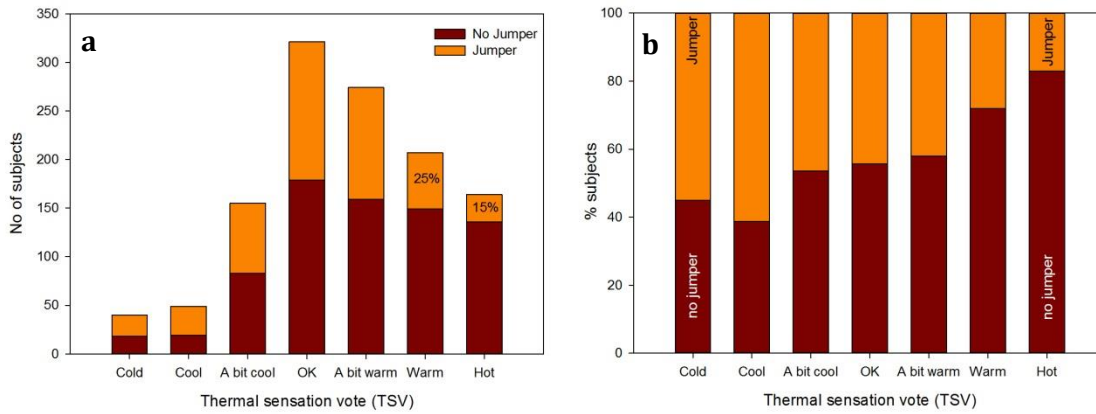 a
No Jumper
Jumper
No of subjects
350
300
250
200
150
100
50
0
25%
15%
Cold Cool A bit cool OK A bit warm Warm Hot
Thermal sensation vote (TSV)
b
% subjects
100
80
60
40
20
0
Jumper
no jumper
Jumper
no jumper
Cold Cool A bit cool OK A bit warm Warm Hot
Thermal sensation vote (TSV)